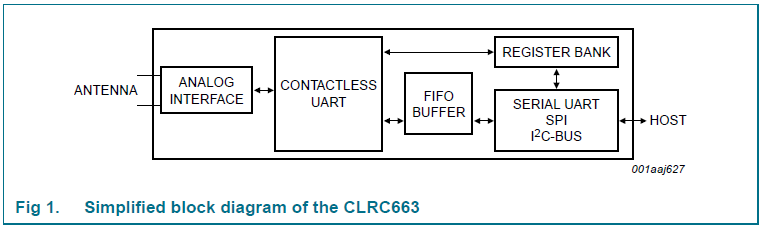 ANTENNA
ANALOG
INTERFACE
CONTACTLESS
UART
FIFO
BUFFER
REGISTER BANK
SERIAL UART
SPI
I²C-BUS
HOST
001aaj627
Fig 1. Simplified block diagram of the CLRC663